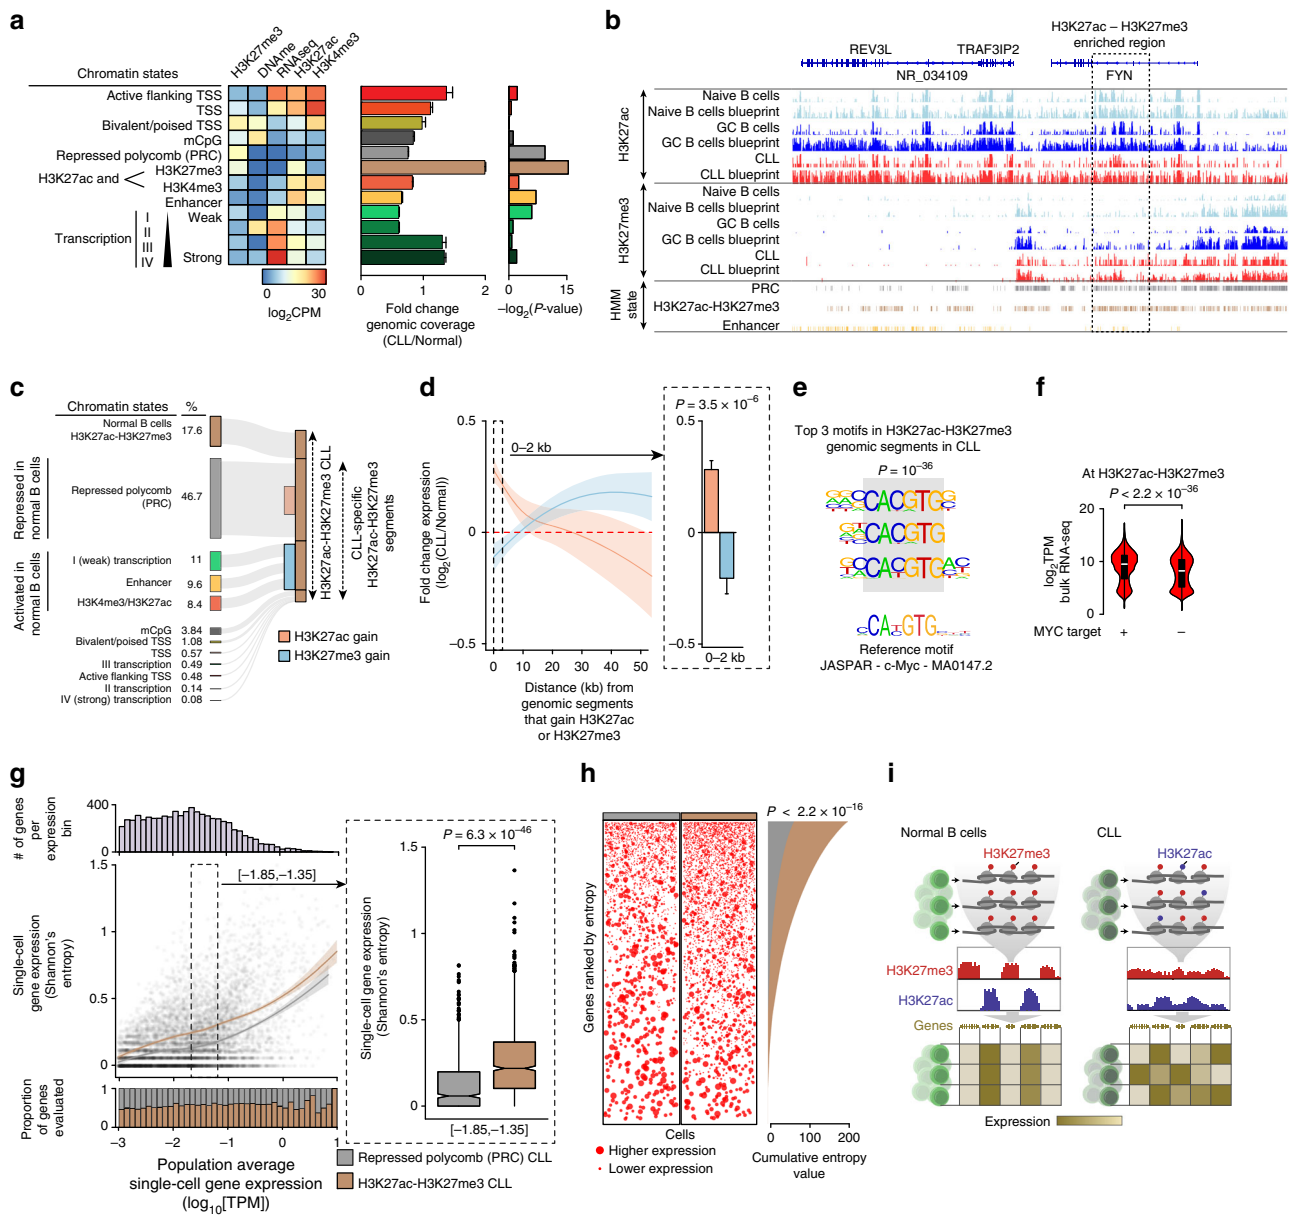 a
Chromatin states
H3K27me3
DNAme
RNAseq
H3K27ac
H3K4me3
Active flanking TSS
TSS
Bivalent/poised TSS
mCpG
Repressed polycomb (PRC)
H3K27ac and
H3K27me3
H3K4me3
Enhancer
Transcription
I
II
III
IV
Weak
Strong
0 30
log2CPM
0 1 2
Fold change
genomic coverage
(CLL/Normal)
0 15
–log2(P-value)
b
H3K27ac – H3K27me3
enriched region
REV3L
TRAF3IP2
NR_034109
FYN
H3K27ac
Naive B cells
Naive B cells blueprint
GC B cells
GC B cells blueprint
CLL
CLL blueprint
H3K27me3
Naive B cells
Naive B cells blueprint
GC B cells
GC B cells blueprint
CLL
CLL blueprint
HMM
state
PRC
H3K27ac-H3K27me3
Enhancer
c
Chromatin states
%
Normal B cells
H3K27ac-H3K27me3
17.6
Repressed in
normal B cells
Repressed polycomb
(PRC)
46.7
Activated in
normal B cells
I (weak) transcription 11
Enhancer 9.6
H3K4me3/H3K27ac 8.4
mCpG 3.84
Bivalent/poised TSS 1.08
TSS 0.57
III transcription 0.49
Active flanking TSS 0.48
II transcription 0.14
IV (strong) transcription 0.08
H3K27ac-H3K27me3 CLL
CLL-specific
H3K27ac-H3K27me3
segments
H3K27ac gain
H3K27me3 gain
d
Fold change expression
(log2(CLL/Normal))
0.5
0
–0.5
0–2 kb
0 10 20 30 40 50
Distance (kb) from
genomic segments
that gain H3K27ac
or H3K27me3
P = 3.5 × 10–6
0.5
0
–0.5
0–2 kb
e
Top 3 motifs in H3K27ac-H3K27me3
genomic segments in CLL
P = 10–36
CACGTG
CACGTG
CACGTG
CACGTG
Reference motif
JASPAR - c-Myc - MA0147.2
f
At H3K27ac-H3K27me3
P < 2.2 × 10–36
log2TPM
bulk RNA-seq
20
10
0
MYC target + –
g
# of genes
per
expression
bin
400
0
Single-cell
gene expression
(Shannon's
entropy)
1.5
1
0.5
0
[–1.85,–1.35]
Proportion
of genes
evaluated
1
0
–3 –2 –1 0 1
Population average
single-cell gene expression
(log10[TPM])
P = 6.3 × 10–46
Single-cell gene expression
(Shannon's entropy)
1.5
1
0.5
0
[–1.85,–1.35]
Repressed polycomb (PRC) CLL
H3K27ac-H3K27me3 CLL
h
P < 2.2 × 10–16
Genes ranked by entropy
Cells
Higher expression
Lower expression
0 100 200
Cumulative entropy
value
i
Normal B cells
CLL
H3K27me3
H3K27ac
H3K27me3
H3K27ac
Genes
Expression